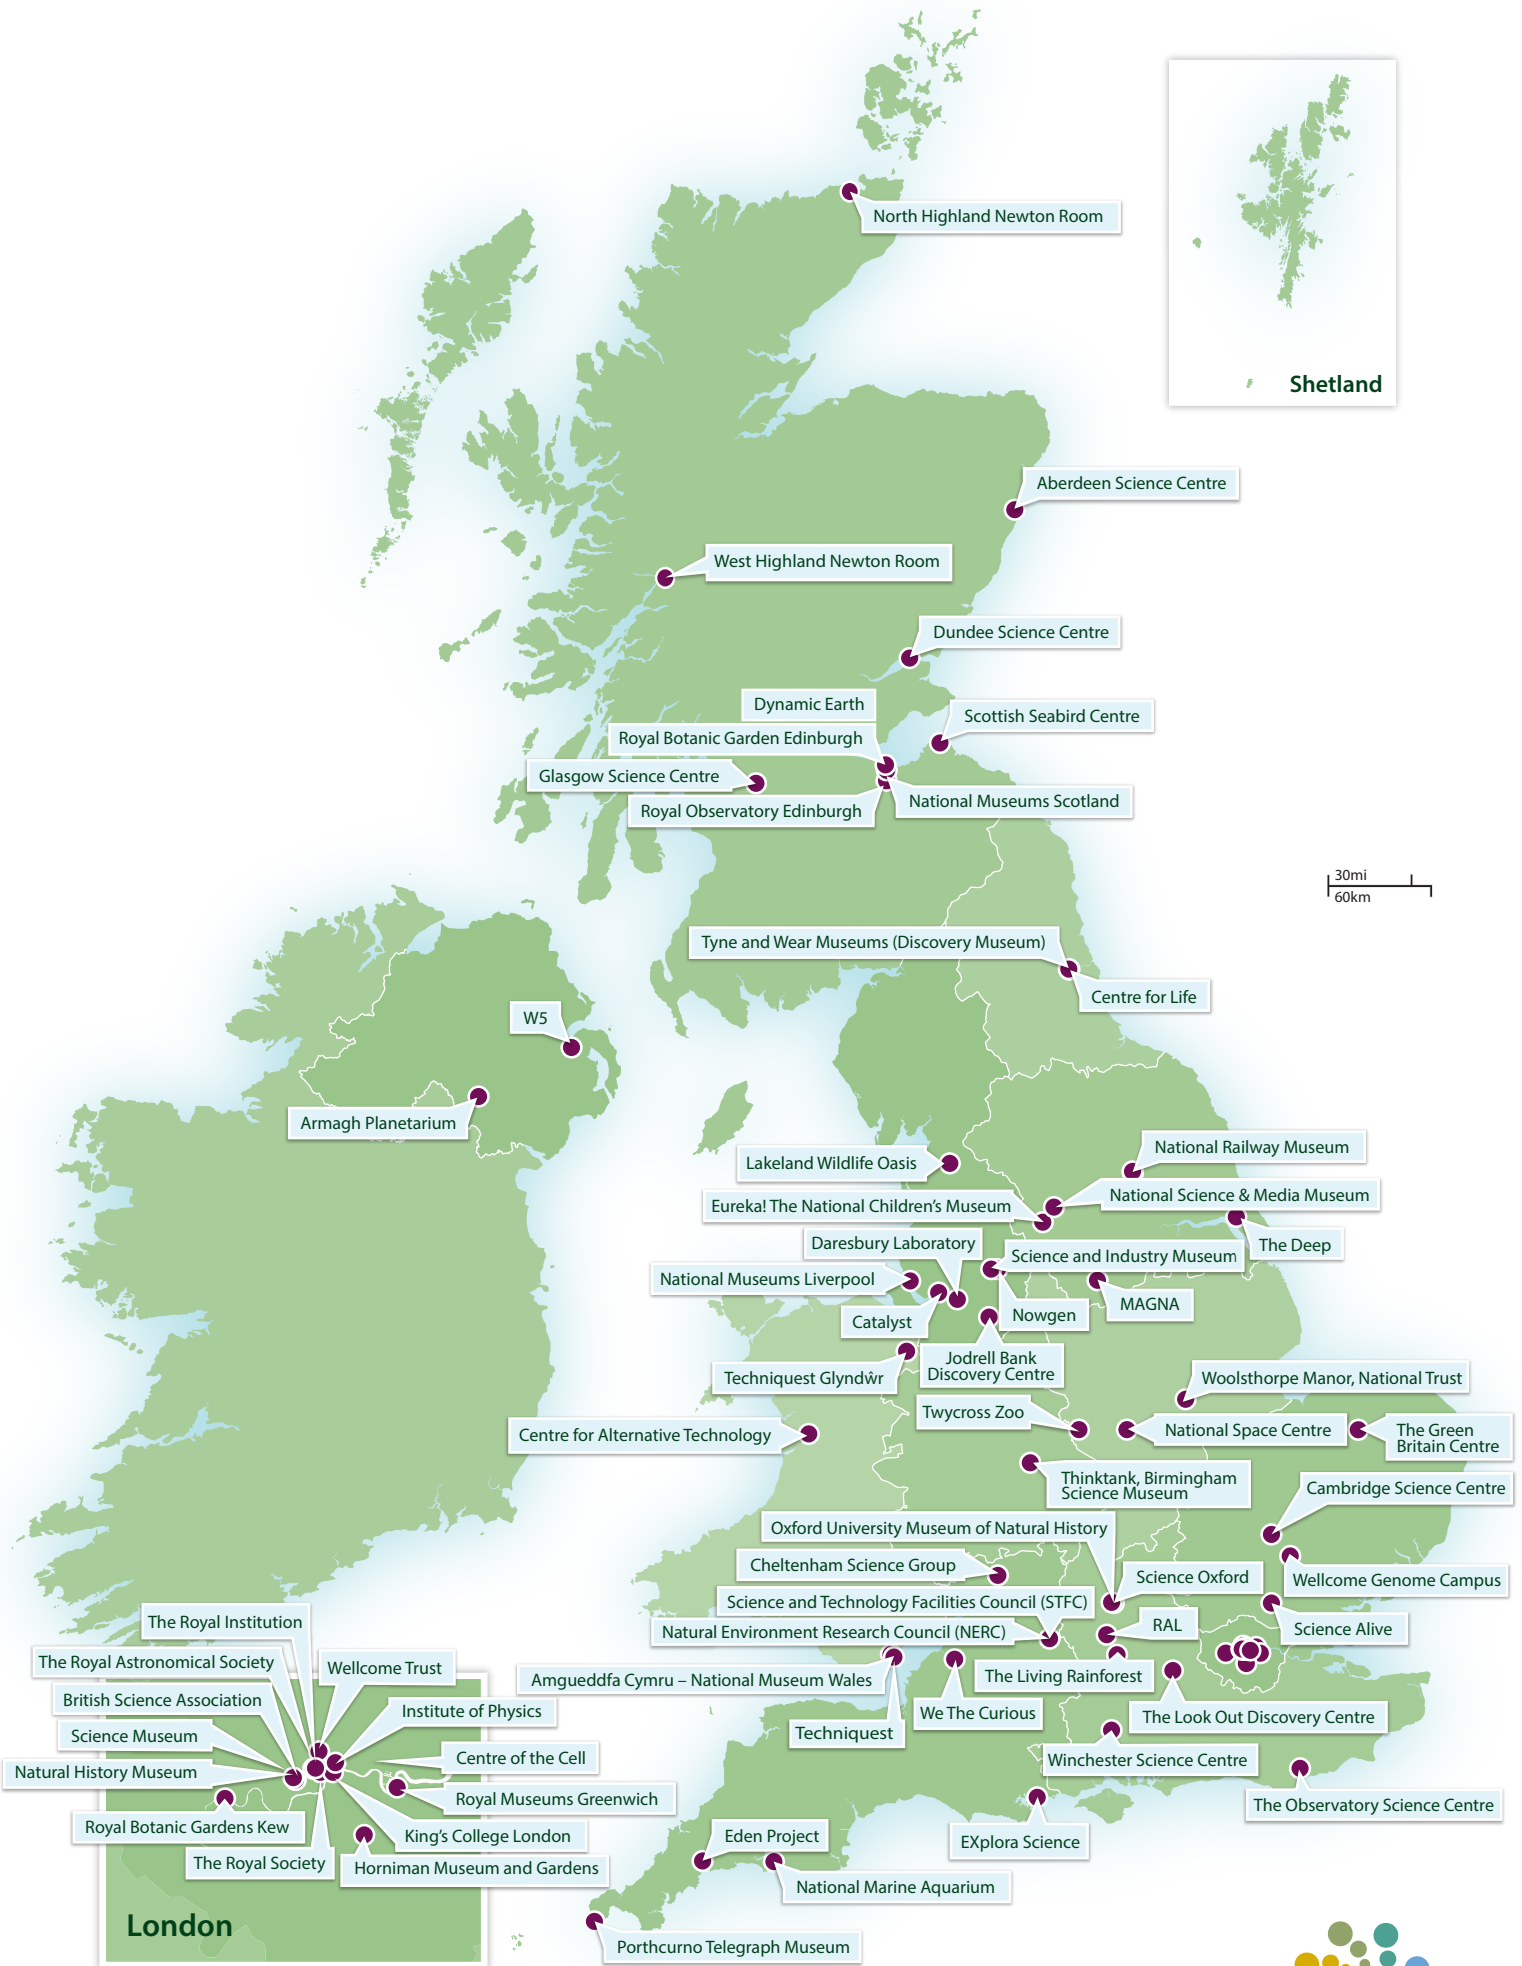 North Highland Newton Room
Shetland
Aberdeen Science Centre
West Highland Newton Room
Dundee Science Centre
Dynamic Earth
Scottish Seabird Centre
Royal Botanic Garden Edinburgh
Glasgow Science Centre
National Museums Scotland
Royal Observatory Edinburgh
30mi
60km
Tyne and Wear Museums (Discovery Museum)
Centre for Life
W5
Armagh Planetarium
National Railway Museum
Lakeland Wildlife Oasis
National Science & Media Museum
Eureka! The National Children's Museum
The Deep
Daresbury Laboratory
Science and Industry Museum
National Museums Liverpool
MAGNA
Nowgen
Catalyst
Jodrell Bank
Discovery Centre
Techniquest Glyndŵr
Woolsthorpe Manor, National Trust
Twycross Zoo
National Space Centre
The Green
Britain Centre
Centre for Alternative Technology
Thinktank, Birmingham
Science Museum
Cambridge Science Centre
Oxford University Museum of Natural History
Cheltenham Science Group
Science Oxford
Wellcome Genome Campus
Science and Technology Facilities Council (STFC)
RAL
Science Alive
Natural Environment Research Council (NERC)
The Living Rainforest
Amgueddfa Cymru – National Museum Wales
We The Curious
The Look Out Discovery Centre
Techniquest
Winchester Science Centre
The Observatory Science Centre
EXplora Science
Eden Project
National Marine Aquarium
Porthcurno Telegraph Museum
The Royal Institution
The Royal Astronomical Society
Wellcome Trust
British Science Association
Institute of Physics
Science Museum
Centre of the Cell
Natural History Museum
Royal Museums Greenwich
Royal Botanic Gardens Kew
King's College London
The Royal Society
Horniman Museum and Gardens
London